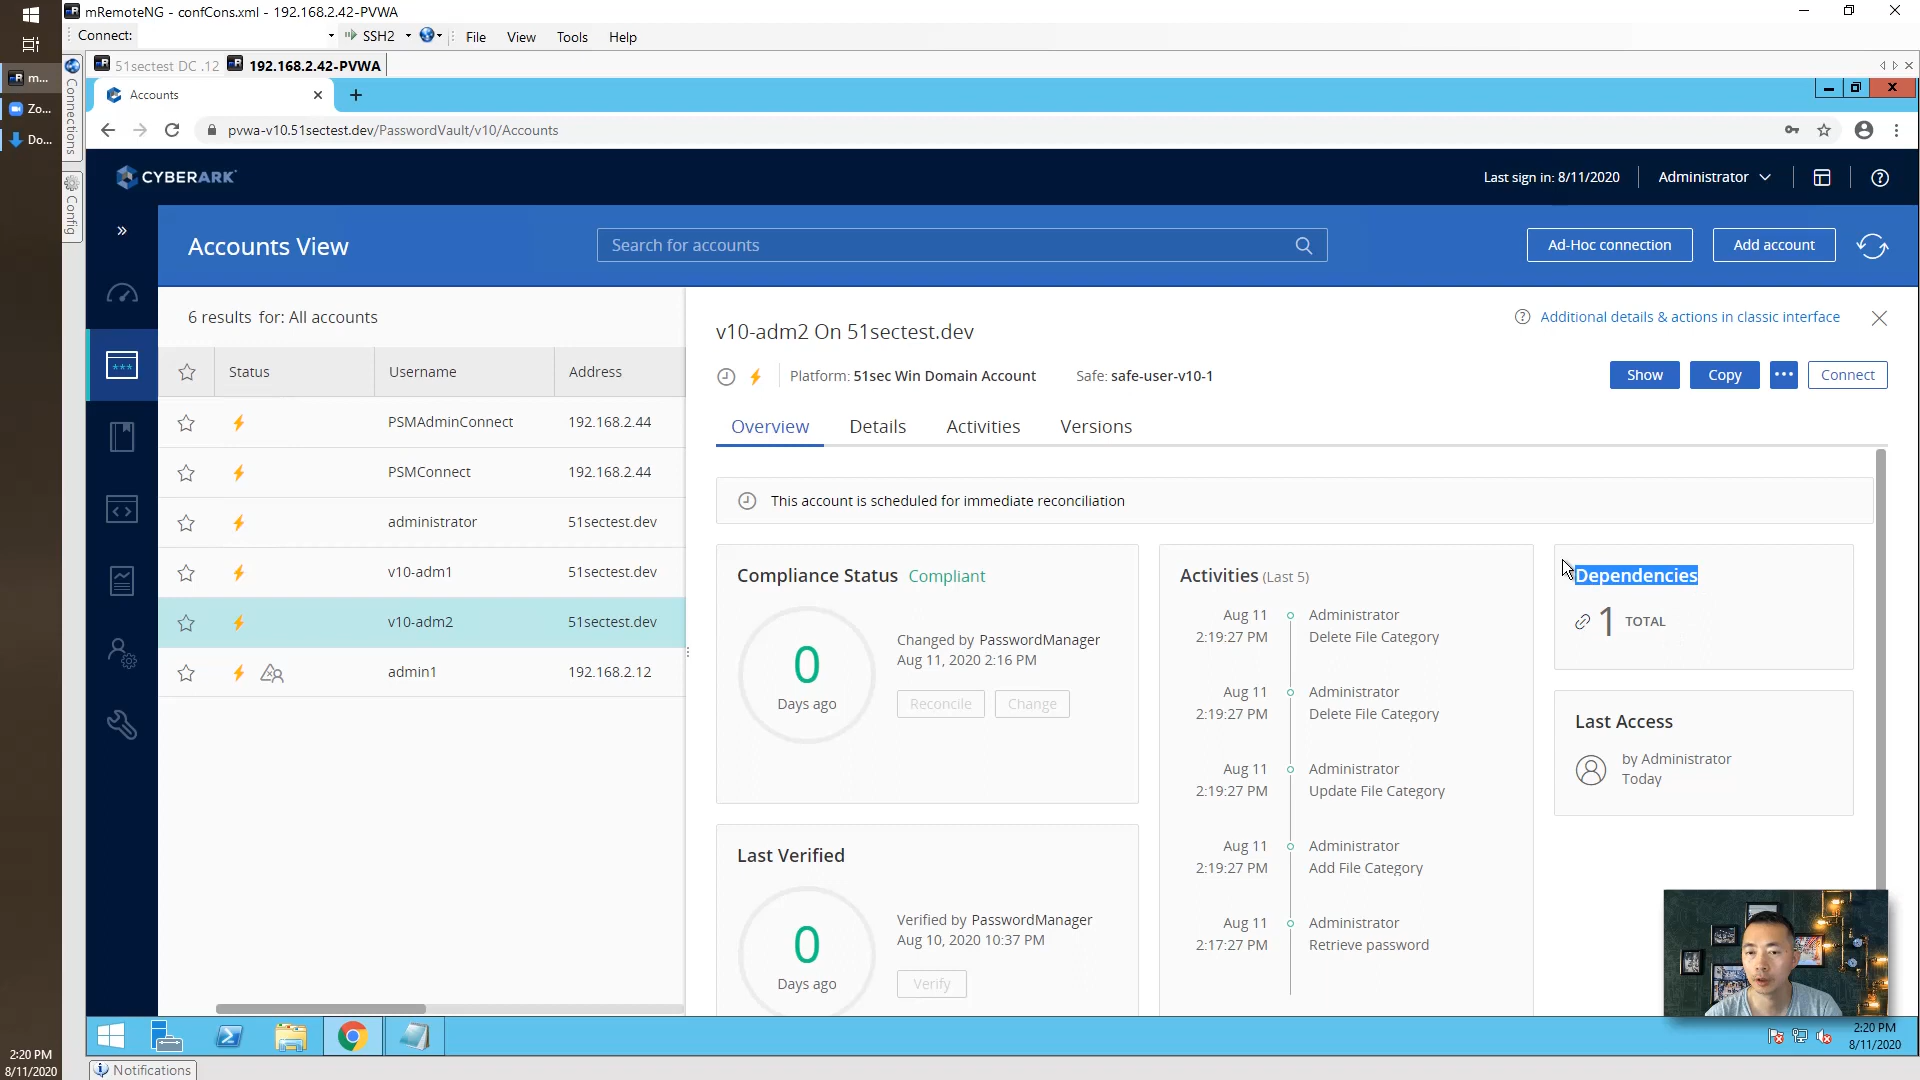 mRemoteNG - confCons.xml - 192.168.2.42-PVWA
Connect:
SSH2
File
View
Tools
Help
m...
Zo...
Do...
Connections
Config
51sectest DC .12
192.168.2.42-PVWA
Accounts
pvwa-v10.51sectest.dev/PasswordVault/v10/Accounts
CYBERARK
Last sign in: 8/11/2020
Administrator
Accounts View
Search for accounts
Ad-Hoc connection
Add account
6 results for: All accounts
Status
Username
Address
PSMAdminConnect
192.168.2.44
PSMConnect
192.168.2.44
administrator
51sectest.dev
v10-adm1
51sectest.dev
v10-adm2
51sectest.dev
admin1
192.168.2.12
v10-adm2 On 51sectest.dev
Additional details & actions in classic interface
Platform: 51sec Win Domain Account
Safe: safe-user-v10-1
Show
Copy
Connect
Overview
Details
Activities
Versions
This account is scheduled for immediate reconciliation
Compliance Status Compliant
0
Days ago
Changed by PasswordManager
Aug 11, 2020 2:16 PM
Reconcile
Change
Last Verified
0
Days ago
Verified by PasswordManager
Aug 10, 2020 10:37 PM
Verify
Activities (Last 5)
Aug 11
2:19:27 PM
Administrator
Delete File Category
Aug 11
2:19:27 PM
Administrator
Delete File Category
Aug 11
2:19:27 PM
Administrator
Update File Category
Aug 11
2:19:27 PM
Administrator
Add File Category
Aug 11
2:17:27 PM
Administrator
Retrieve password
Dependencies
1 TOTAL
Last Access
by Administrator
Today
2:20 PM
8/11/2020
2:20 PM
8/11/2020
Notifications